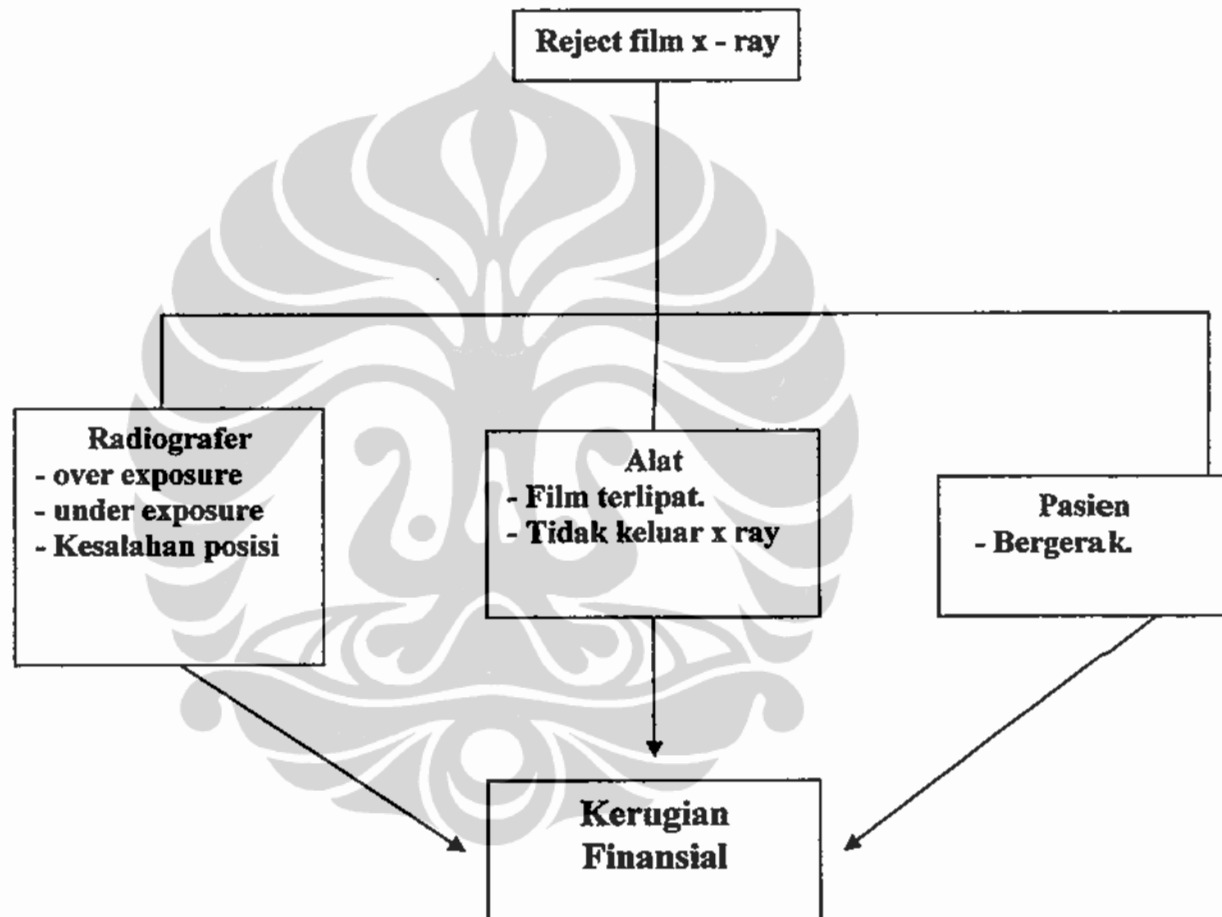 Reject film x - ray
Radiografer
- over exposure
- under exposure
- Kesalahan posisi
Alat
- Film terlipat.
- Tidak keluar x ray
Pasien
- Bergerak.
Kerugian
Finansial